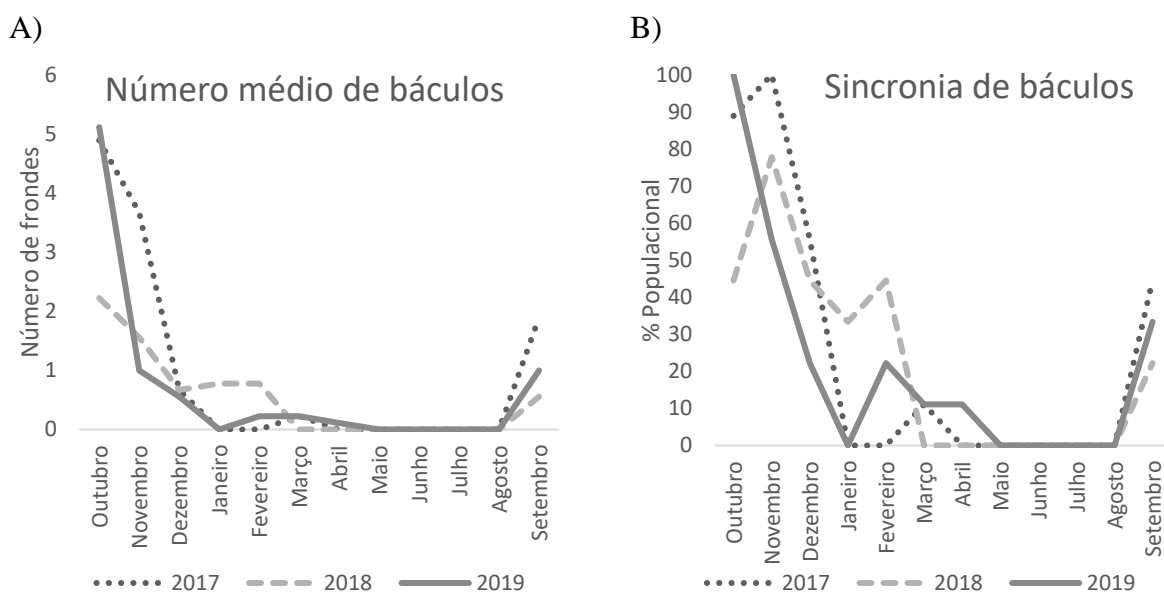 A)
Número médio de báculos
Número de frondes
6
5
4
3
2
1
0
Outubro
Novembro
Dezembro
Janeiro
Fevereiro
Março
Abril
Maio
Junho
Julho
Agosto
Setembro
2017 2018 2019
B)
Sincronia de báculos
% Populacional
100
90
80
70
60
50
40
30
20
10
0
Outubro
Novembro
Dezembro
Janeiro
Fevereiro
Março
Abril
Maio
Junho
Julho
Agosto
Setembro
2017 2018 2019